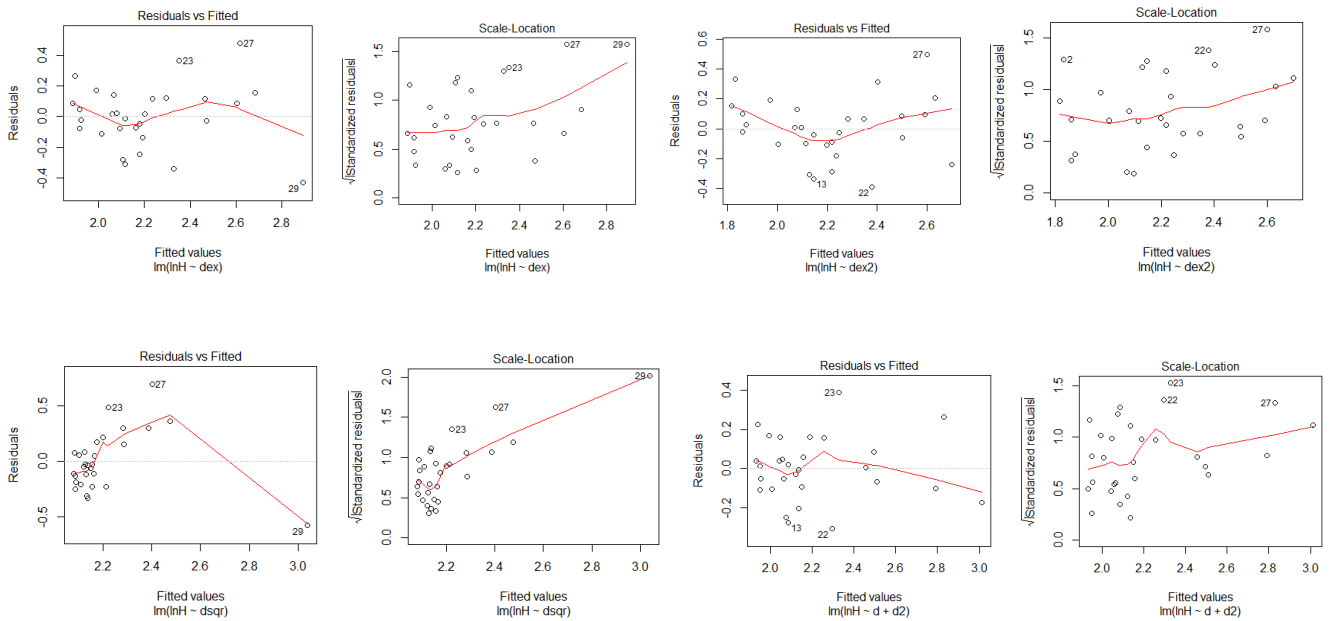 Residuals vs Fitted
Residuals
0.4
0.2
0.0
-0.2
-0.4
27
23
29
2.0 2.2 2.4 2.6 2.8
Fitted values
lm(lnH ~ dex)
Scale-Location
√|Standardized residuals|
1.5
1.0
0.5
0.0
27
29
23
2.0 2.2 2.4 2.6 2.8
Fitted values
lm(lnH ~ dex)
Residuals vs Fitted
Residuals
0.6
0.4
0.2
0.0
-0.2
-0.4
27
13
22
1.8 2.0 2.2 2.4 2.6
Fitted values
lm(lnH ~ dex2)
Scale-Location
√|Standardized residuals|
1.5
1.0
0.5
0.0
27
22
2
1.8 2.0 2.2 2.4 2.6
Fitted values
lm(lnH ~ dex2)
Residuals vs Fitted
Residuals
0.5
0.0
-0.5
27
23
29
2.2 2.4 2.6 2.8 3.0
Fitted values
lm(lnH ~ dsqr)
Scale-Location
√|Standardized residuals|
2.0
1.5
1.0
0.5
0.0
29
27
23
2.2 2.4 2.6 2.8 3.0
Fitted values
lm(lnH ~ dsqr)
Residuals vs Fitted
Residuals
0.4
0.2
0.0
-0.2
23
13
22
2.0 2.2 2.4 2.6 2.8 3.0
Fitted values
lm(lnH ~ d + d2)
Scale-Location
√|Standardized residuals|
1.5
1.0
0.5
0.0
23
22
27
2.0 2.2 2.4 2.6 2.8 3.0
Fitted values
lm(lnH ~ d + d2)